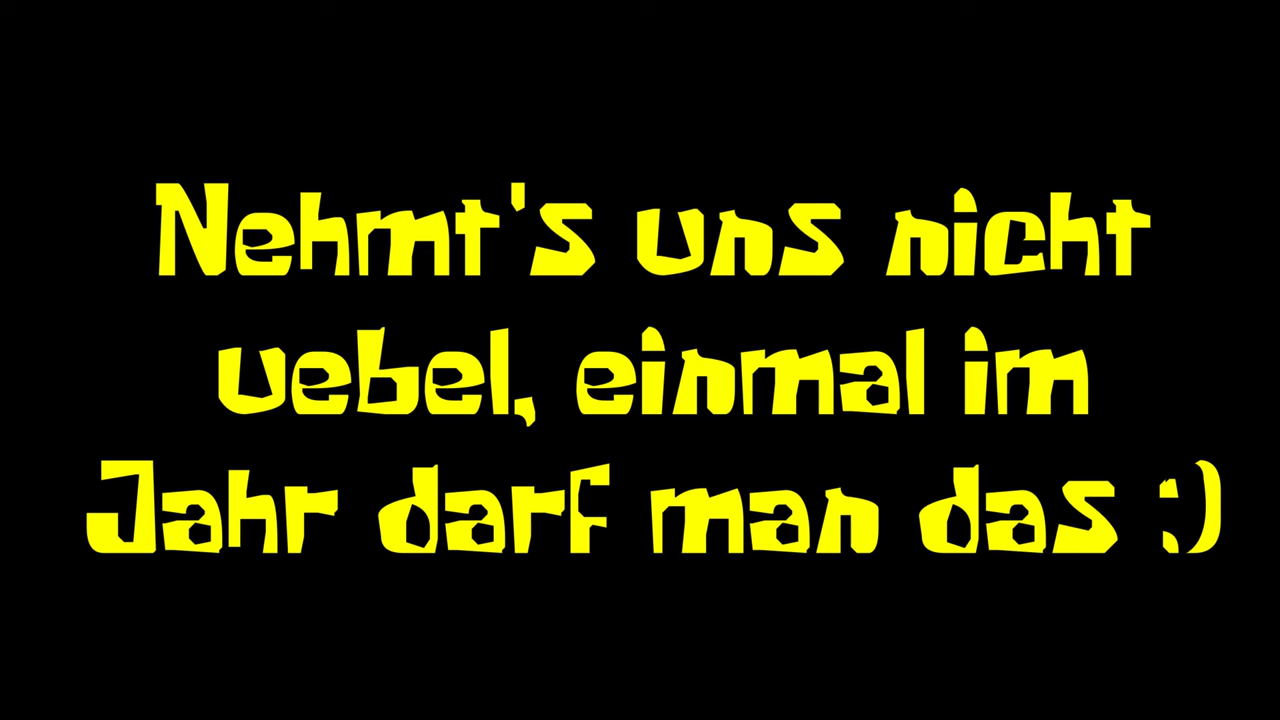 Nehmt's uns nicht
uebel, einmal im
Jahr darf man das ;)